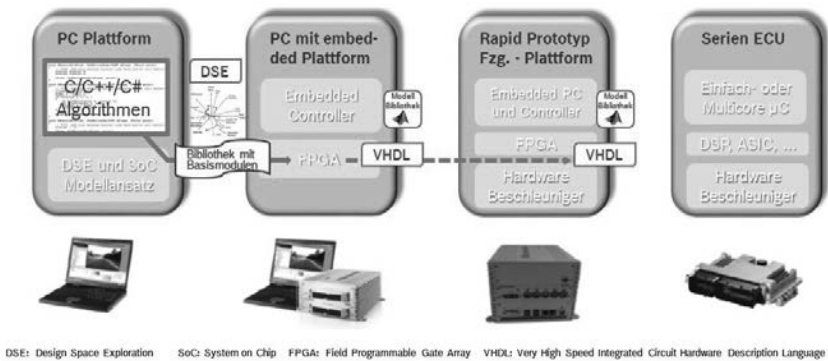 PC Plattform
C/C++/C#
Algorithmen
DSE und SoC
Modellansatz
DSE
Bibliothek mit
Basismodulen
PC mit embed-
ded Plattform
Embedded
Controller
Modell
Bibliothek
FPGA
VHDL
Rapid Prototyp
Fzg. - Plattform
Embedded PC
und Controller
Modell
Bibliothek
FPGA
VHDL
Hardware
Beschleuniger
Serien ECU
Einfach- oder
Multicore µC
DSP, ASIC, ...
Hardware
Beschleuniger
DSE: Design Space Exploration SoC: System on Chip FPGA: Field Programmable Gate Array VHDL: Very High Speed Integrated Circuit Hardware Description Language